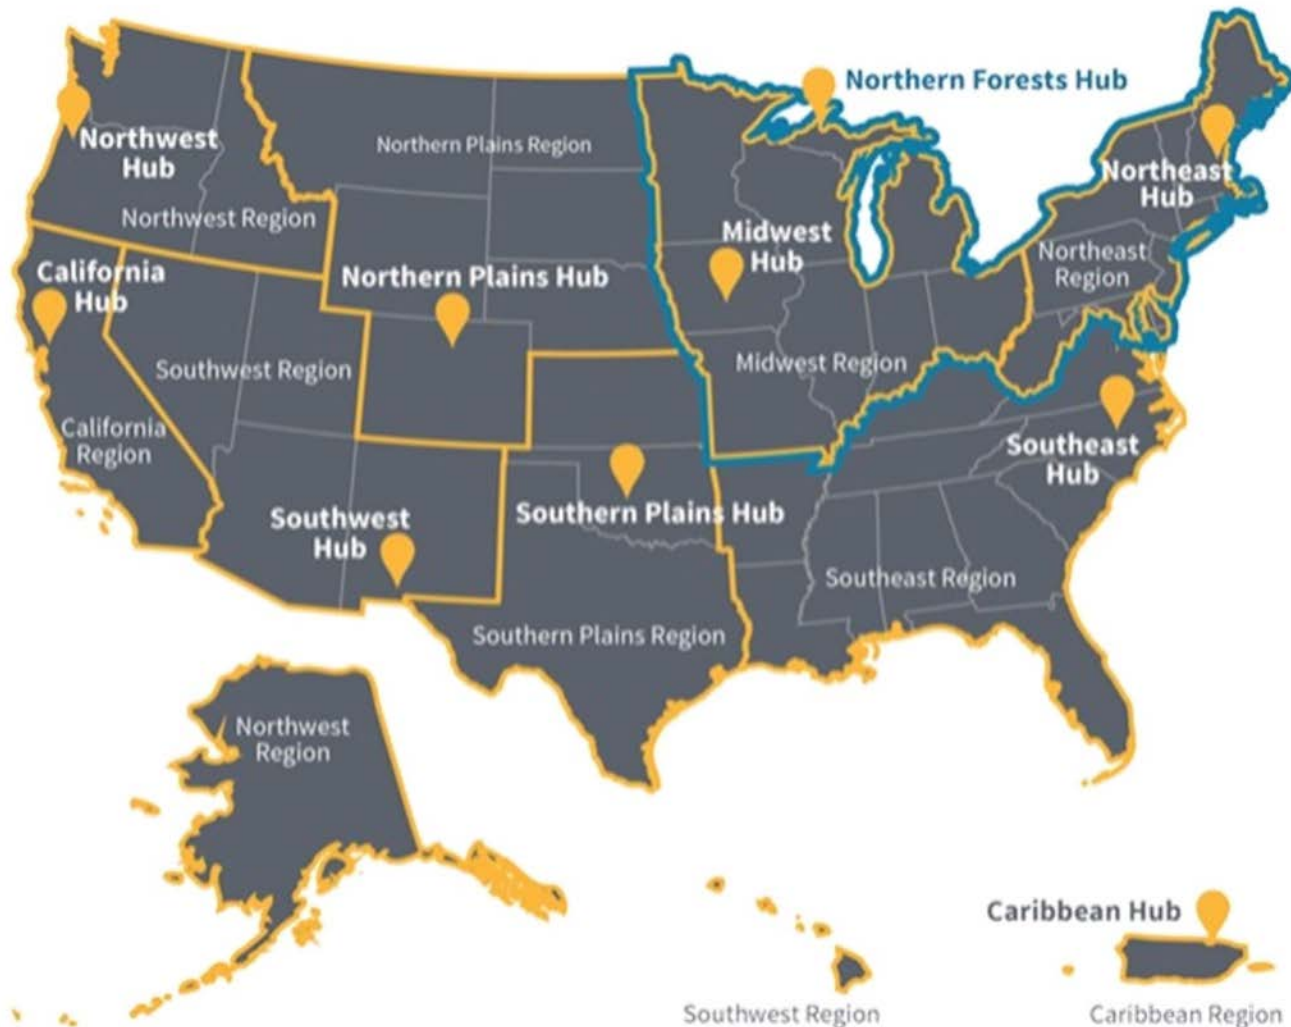 Northern Forests Hub
Northwest
Hub
Northern Plains Region
Northeast
Hub
Northwest Region
Midwest
Hub
Northeast
Region
California
Hub
Northern Plains Hub
Southwest Region
Midwest Region
California
Region
Southeast
Hub
Southwest
Hub
Southern Plains Hub
Southeast Region
Southern Plains Region
Northwest
Region
Caribbean Hub
Southwest Region
Caribbean Region